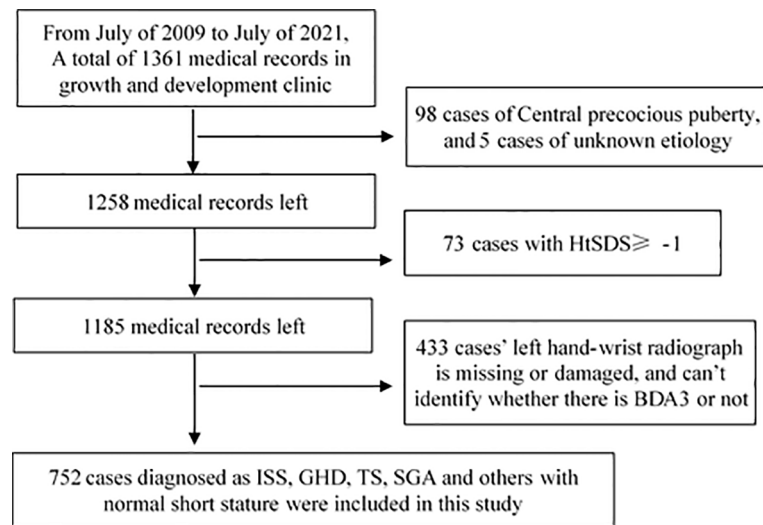 From July of 2009 to July of 2021,
A total of 1361 medical records in
growth and development clinic
98 cases of Central precocious puberty,
and 5 cases of unknown etiology
1258 medical records left
73 cases with HtSDS≥ -1
1185 medical records left
433 cases' left hand-wrist radiograph
is missing or damaged, and can't
identify whether there is BDA3 or not
752 cases diagnosed as ISS, GHD, TS, SGA and others with
normal short stature were included in this study